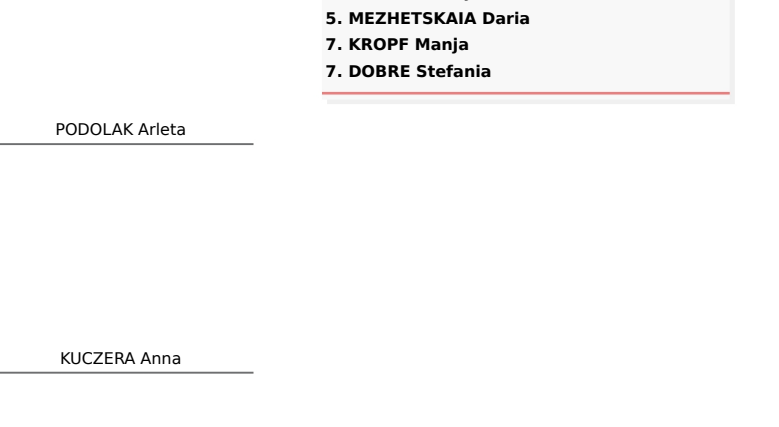 5. MEZHETSKAIA Daria
7. KROPF Manja
7. DOBRE Stefania
PODOLAK Arleta
KUCZERA Anna